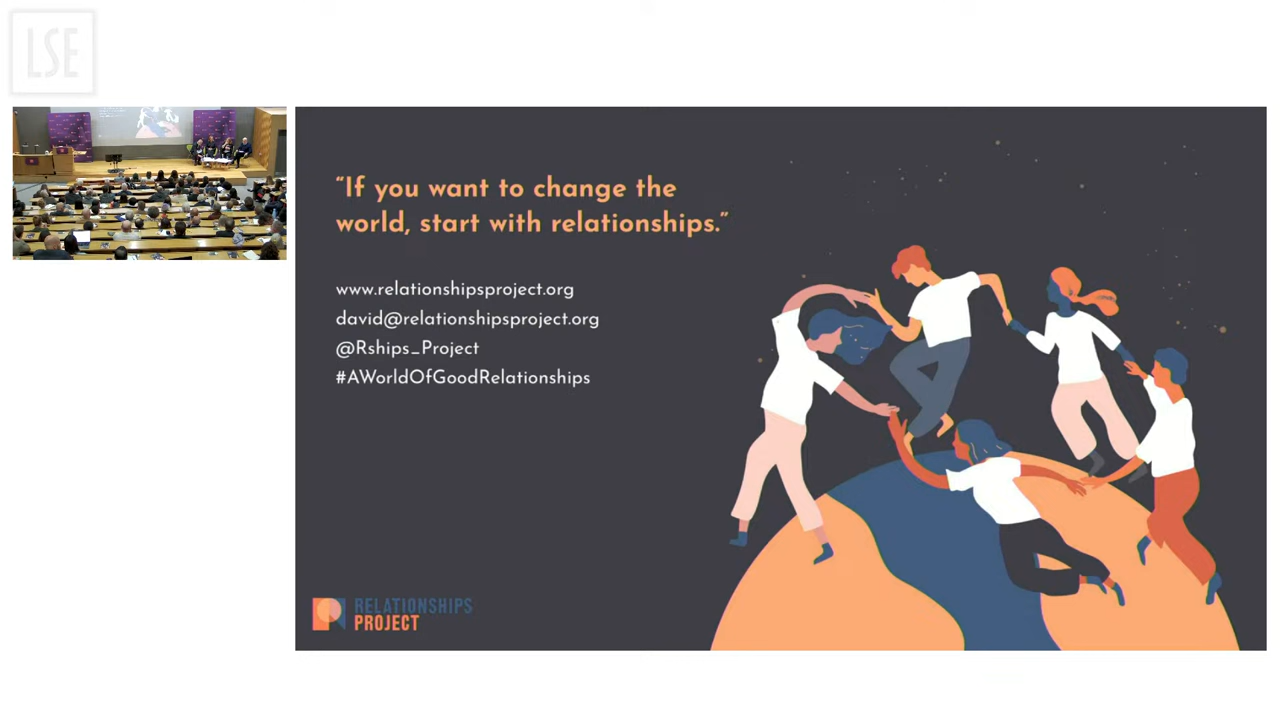 LSE
“If you want to change the
world, start with relationships.”
www.relationshipsproject.org
david@relationshipsproject.org
@Rships_Project
#AWorldOfGoodRelationships
RELATIONSHIPS
PROJECT